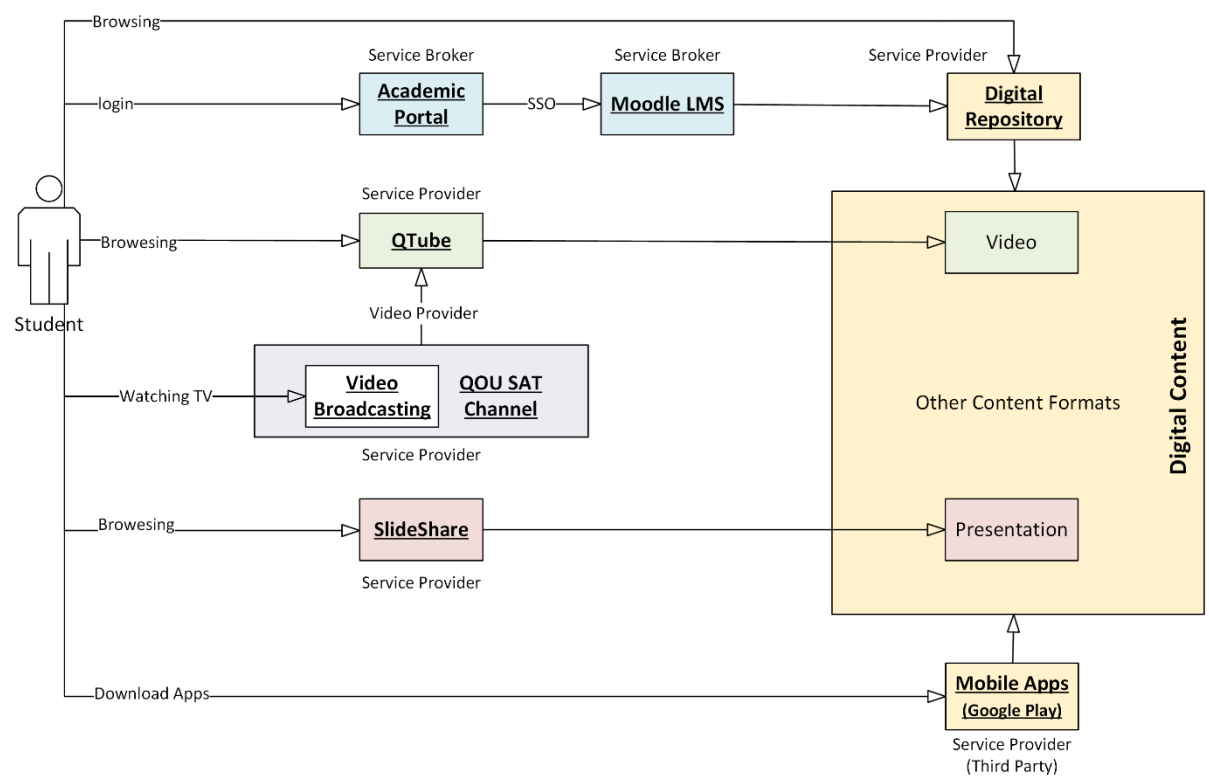 Browsing
Service Broker
Service Broker
Service Provider
login
Academic
Portal
SSO
Moodle LMS
Digital
Repository
Service Provider
Browesing
QTube
Video
Student
Video Provider
Watching TV
Video
Broadcasting
QOU SAT
Channel
Service Provider
Other Content Formats
Digital Content
Browesing
SlideShare
Presentation
Service Provider
Download Apps
Mobile Apps
(Google Play)
Service Provider
(Third Party)